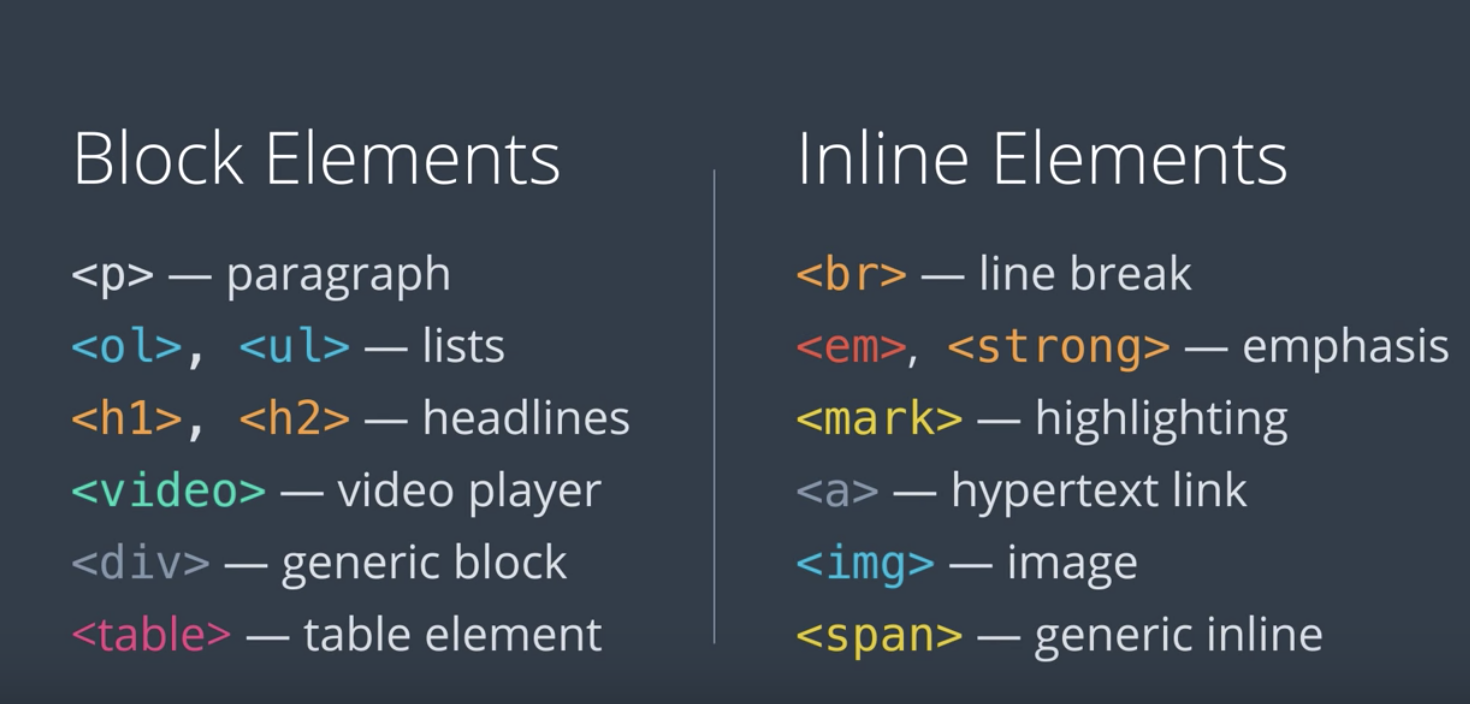 Block Elements
<p> — paragraph
<ol>, <ul> — lists
<h1>, <h2> — headlines
<video> — video player
<div> — generic block
<table> — table element
Inline Elements
<br> — line break
<em>, <strong> — emphasis
<mark> — highlighting
<a> — hypertext link
<img> — image
<span> — generic inline